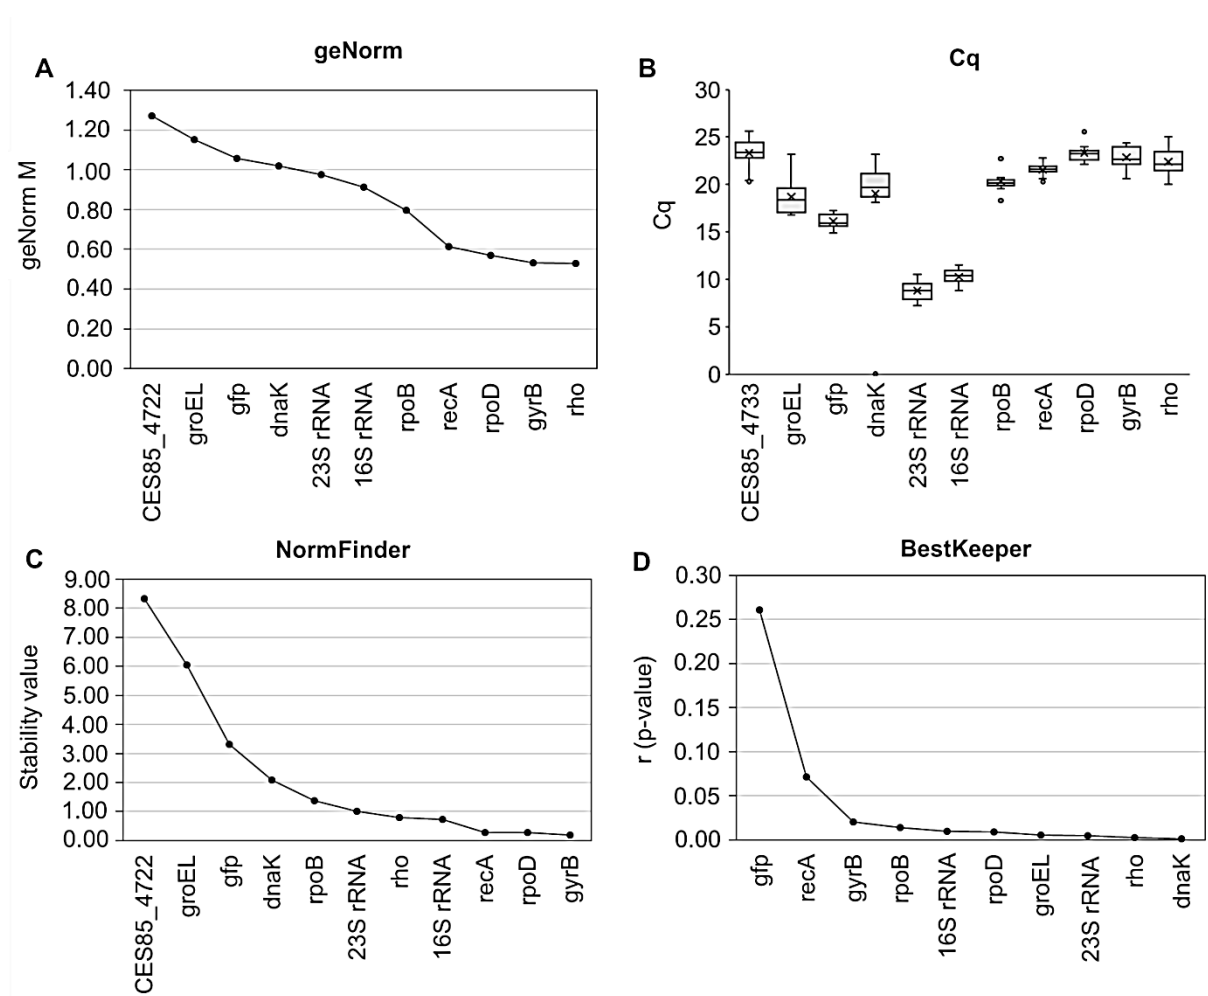 A
geNorm
geNorm M
1.40
1.20
1.00
0.80
0.60
0.40
0.20
0.00
CES85_4722
groEL
gfp
dnaK
23S rRNA
16S rRNA
rpoB
recA
rpoD
gyrB
rho
B
Cq
Cq
30
25
20
15
10
5
0
CES85_4733
groEL
gfp
dnaK
23S rRNA
16S rRNA
rpoB
recA
rpoD
gyrB
rho
C
NormFinder
Stability value
9.00
8.00
7.00
6.00
5.00
4.00
3.00
2.00
1.00
0.00
CES85_4722
groEL
gfp
dnaK
rpoB
23S rRNA
rho
16S rRNA
recA
rpoD
gyrB
D
BestKeeper
r (p-value)
0.30
0.25
0.20
0.15
0.10
0.05
0.00
gfp
recA
gyrB
rpoB
16S rRNA
rpoD
groEL
23S rRNA
rho
dnaK